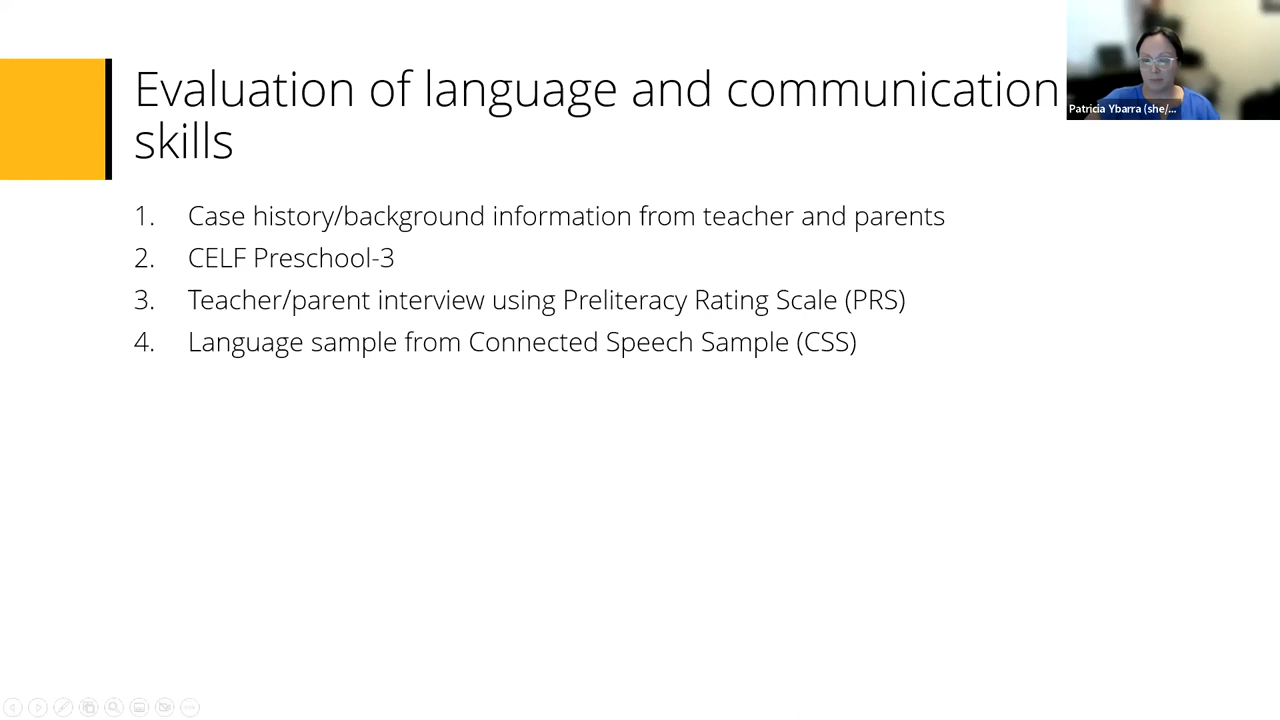 Evaluation of language and communication
skills
Patricia Ybarra (she/...
1. Case history/background information from teacher and parents
2. CELF Preschool-3
3. Teacher/parent interview using Preliteracy Rating Scale (PRS)
4. Language sample from Connected Speech Sample (CSS)